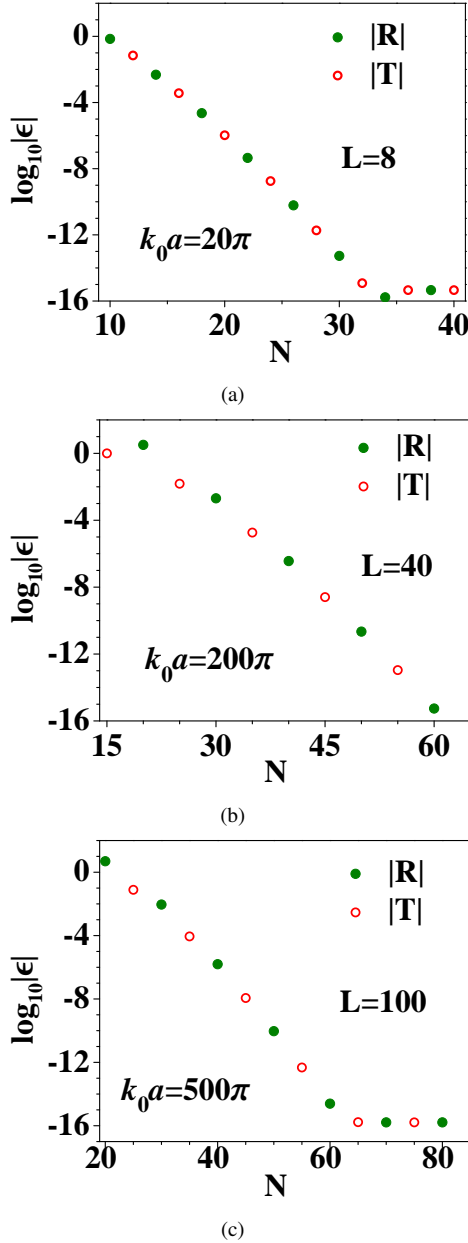 0
-4
-8
-12
-16
log₁₀|ϵ|
|R|
|T|
L=8
k₀a=20π
10 20 30 40
N
(a)
0
-4
-8
-12
-16
log₁₀|ϵ|
|R|
|T|
L=40
k₀a=200π
15 30 45 60
N
(b)
0
-4
-8
-12
-16
log₁₀|ϵ|
|R|
|T|
L=100
k₀a=500π
20 40 60 80
N
(c)